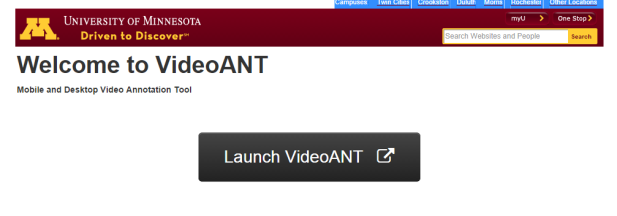 Campuses Twin Cities Crookston Duluth Morris Rochester Other Locations
UNIVERSITY OF MINNESOTA
Driven to Discover℠
myU > One Stop >
Search Websites and People Search
Welcome to VideoANT
Mobile and Desktop Video Annotation Tool
Launch VideoANT